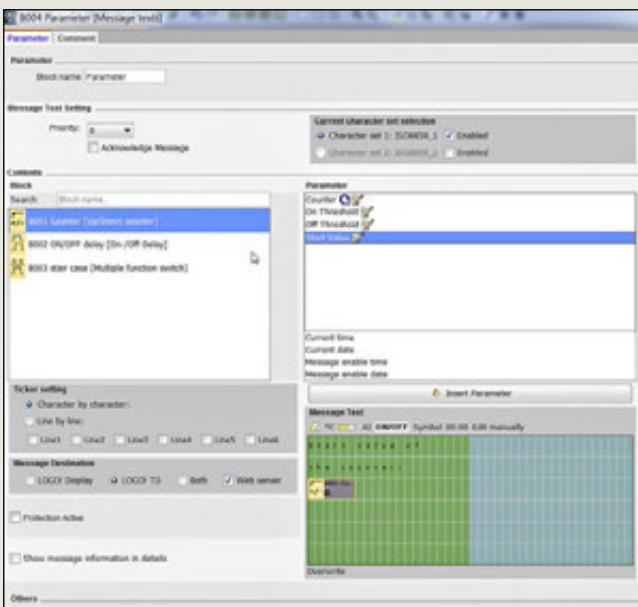 B004 Parameter [Message texts]
Parameter Comment
Parameter
Block name: Parameter
Message Text Setting
Priority: 0
Acknowledge Message
Current character set selection
Character set 1: ISO8859_1 Enabled
Character set 2: ISO8859_1 Enabled
Contents
Block
Search: Block name.
B001 Counter [Up/Down counter]
B002 ON/OFF delay [On-/Off-Delay]
B003 stair case [Multiple function switch]
Parameter
Counter
On Threshold
Off Threshold
Start Value
Current time
Current date
Message enable time
Message enable date
Insert Parameter
Ticker setting
Character by character:
Line by line:
Line1 Line2 Line3 Line4 Line5 Line6
Message Destination
LOGO! Display LOGO! TD Both Web server
Protection Active
Show message information in details
Message Text
AI ON/OFF Symbol 00:00 manually
Start value of
the counter:
Overwrite
Others